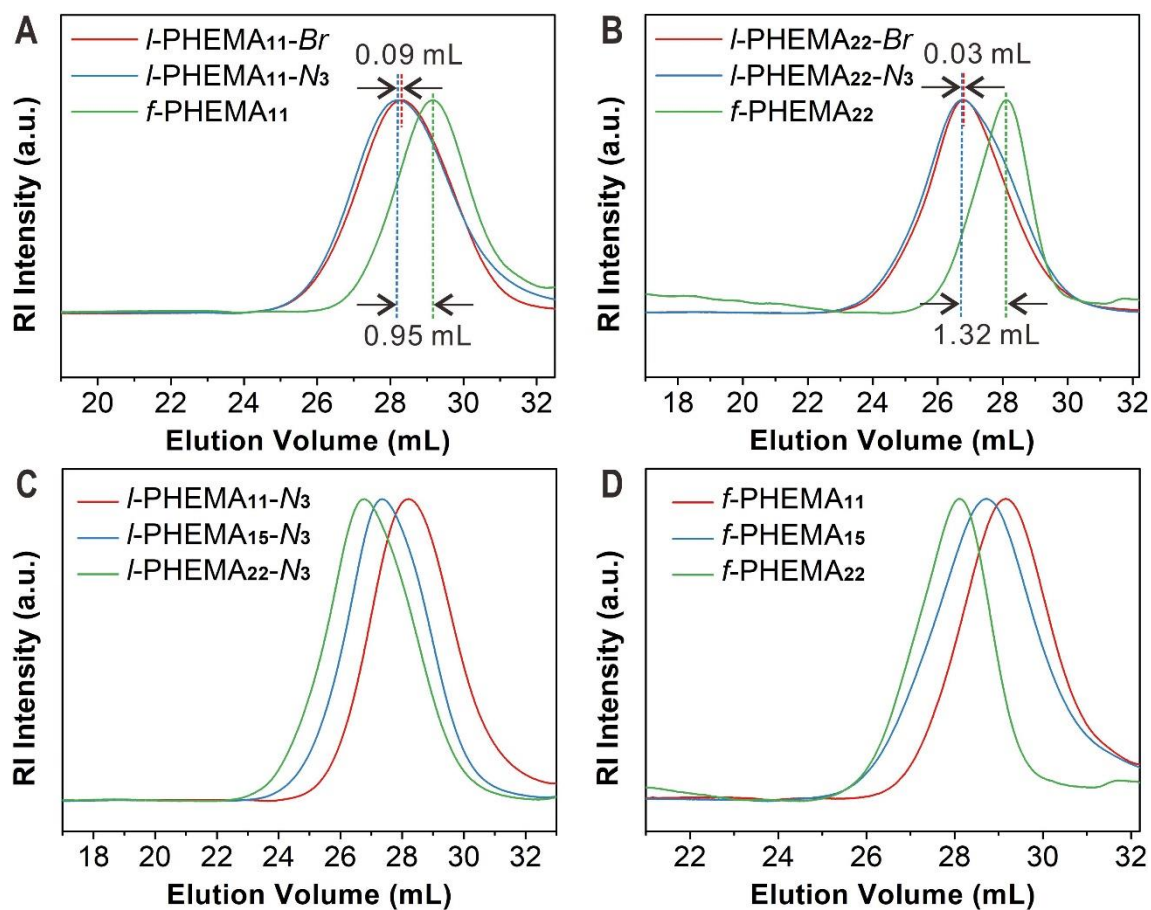 A
l-PHEMA11-Br
l-PHEMA11-N3
f-PHEMA11
0.09 mL
0.95 mL
RI Intensity (a.u.)
20 22 24 26 28 30 32
Elution Volume (mL)
B
l-PHEMA22-Br
l-PHEMA22-N3
f-PHEMA22
0.03 mL
1.32 mL
RI Intensity (a.u.)
18 20 22 24 26 28 30 32
Elution Volume (mL)
C
l-PHEMA11-N3
l-PHEMA15-N3
l-PHEMA22-N3
RI Intensity (a.u.)
18 20 22 24 26 28 30 32
Elution Volume (mL)
D
f-PHEMA11
f-PHEMA15
f-PHEMA22
RI Intensity (a.u.)
22 24 26 28 30 32
Elution Volume (mL)